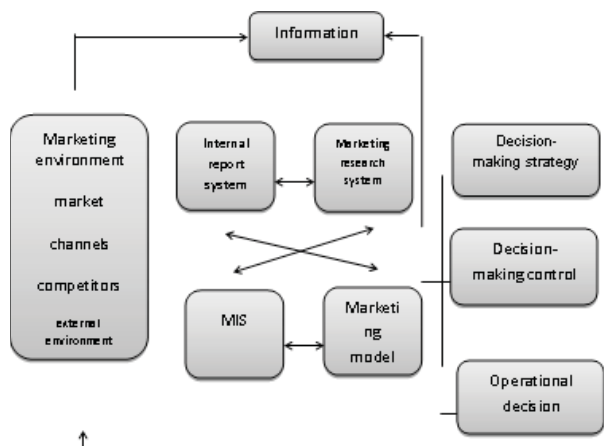 Information
Marketing
environment
market
channels
competitors
external
environment
Internal
report
system
Marketing
research
system
MIS
Marketi
ng
model
Decision-
making strategy
Decision-
making control
Operational
decision